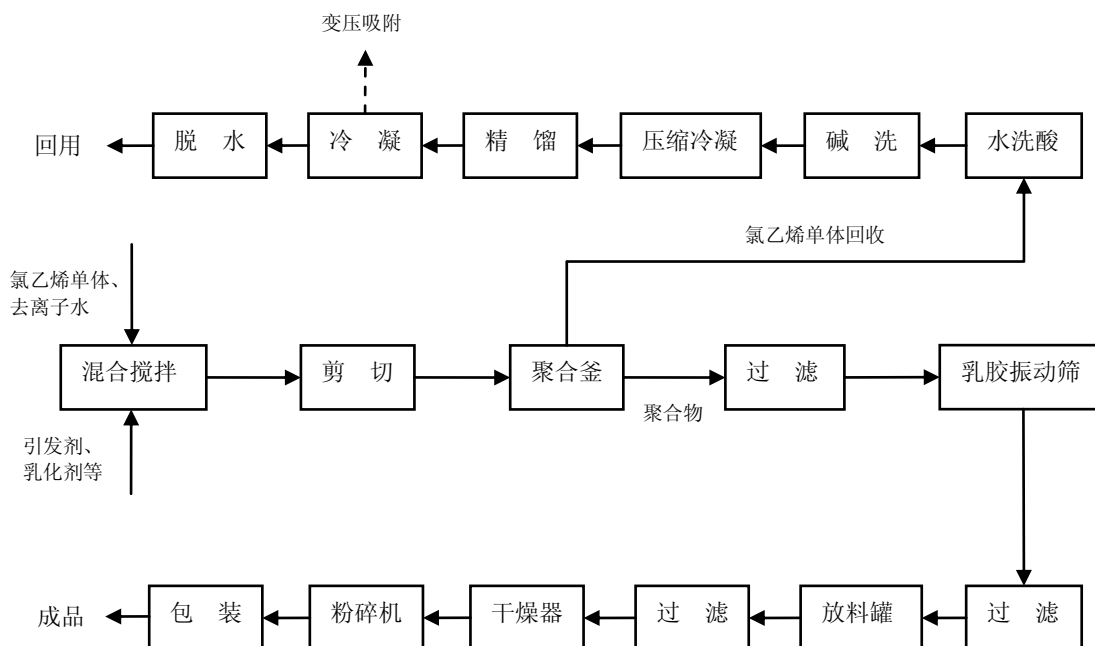 变压吸附
回用
脱 水
冷 凝
精 馏
压缩冷凝
碱 洗
水洗酸
氯乙烯单体回收
氯乙烯单体、
去离子水
混合搅拌
剪 切
聚合釜
过 滤
乳胶振动筛
聚合物
引发剂、
乳化剂等
成品
包 装
粉碎机
干燥器
过 滤
放料罐
过 滤